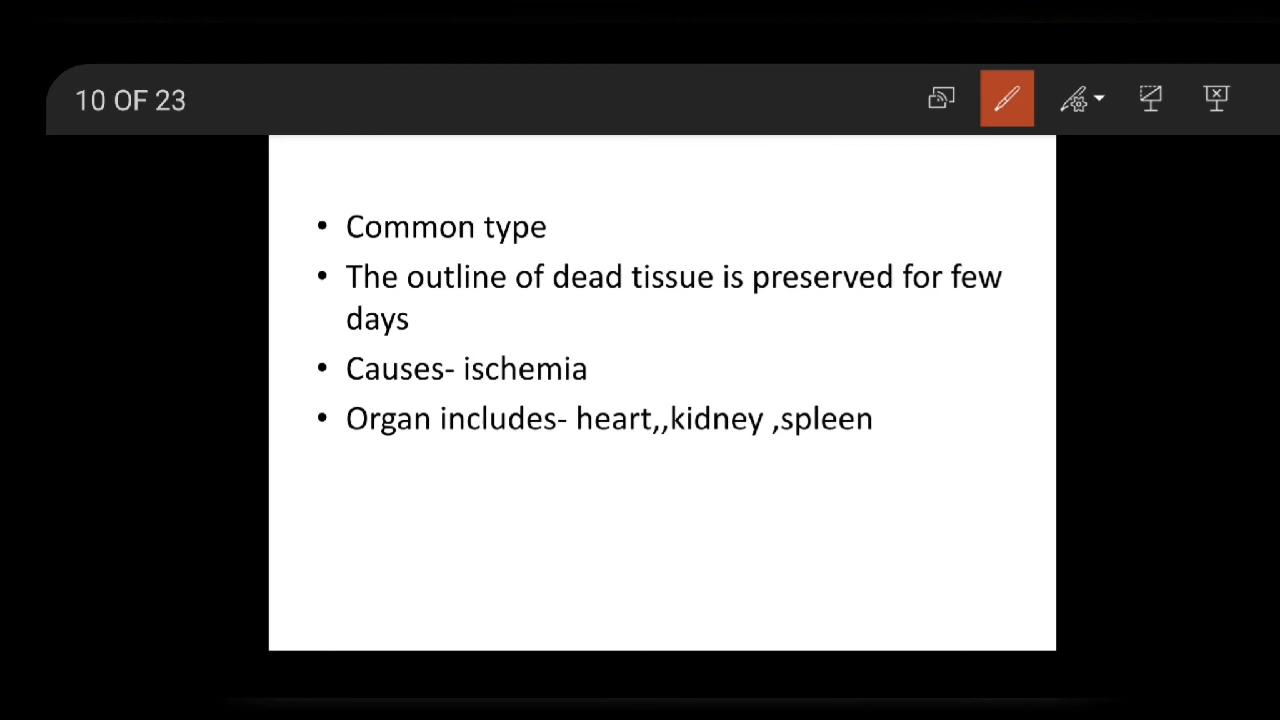 10 OF 23
• Common type
• The outline of dead tissue is preserved for few
days
• Causes- ischemia
• Organ includes- heart,,kidney ,spleen